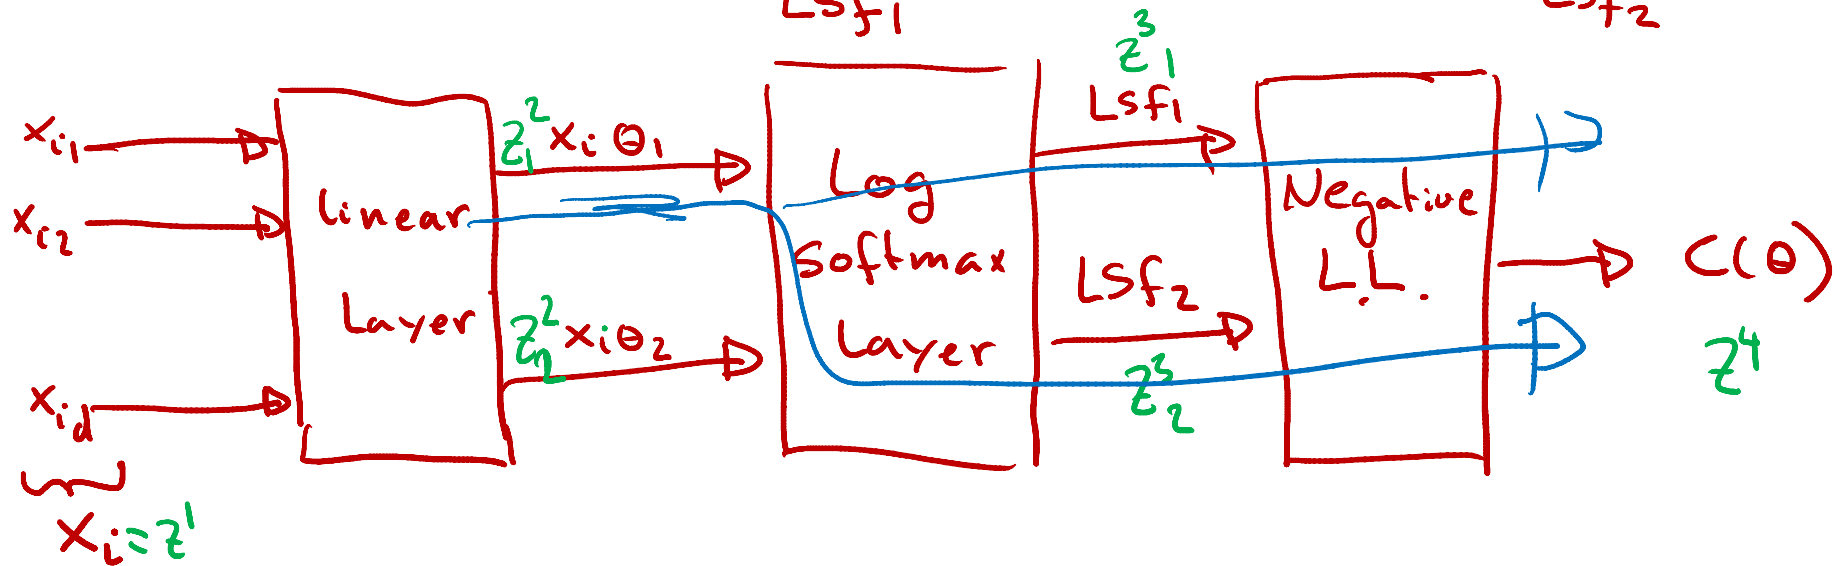 LSf1
LSf2
z^3_1
x_i1
x_i2
x_id
x_i = z^1
linear
Layer
z^2_1 x_i θ_1
z^2_2 x_i θ_2
Log
Softmax
Layer
LSf1
LSf2
z^3_2
Negative
L.L.
C(θ)
z^4